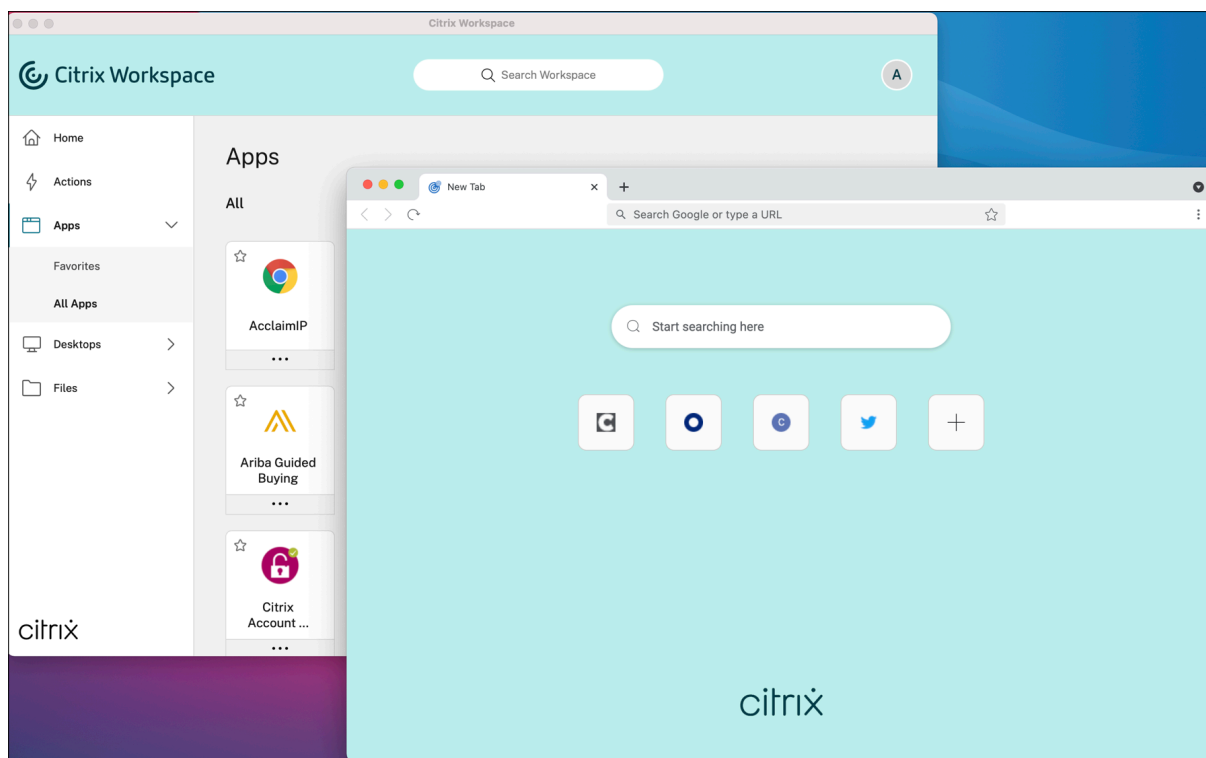 Citrix Workspace
Citrix Workspace
Search Workspace
A
Home
Actions
Apps
Favorites
All Apps
Desktops
Files
citrix
Apps
All
AcclaimIP
Ariba Guided
Buying
Citrix
Account ...
New Tab
Search Google or type a URL
Start searching here
C
C
citrix